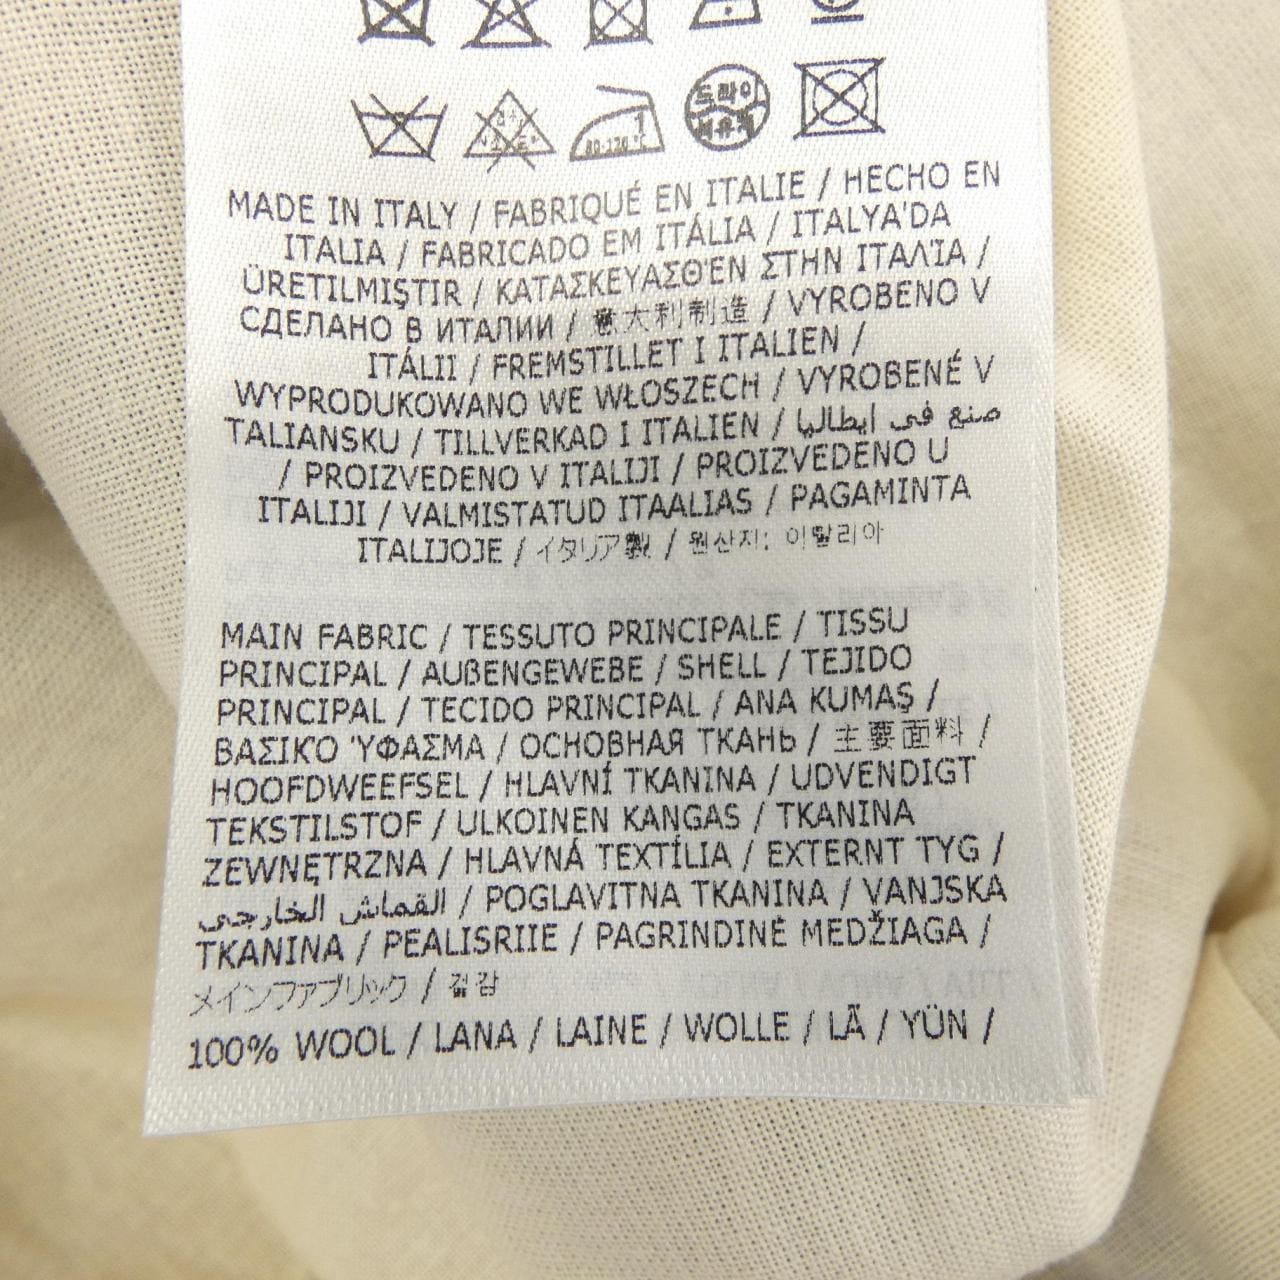 80-120°C
드라이
MADE IN ITALY / FABRIQUÉ EN ITALIE / HECHO EN
ITALIA / FABRICADO EM ITÁLIA / ITALYA'DA
ÜRETILMIŞTIR / ΚΑΤΑΣΚΕΥΑΣΘΈΝ ΣΤΗΝ ΙΤΑΛΊΑ /
СДЕЛАНО В ИТАЛИИ / 意大利制造 / VYROBENO V
ITÁLII / FREMSTILLET I ITALIEN /
WYPRODUKOWANO WE WŁOSZECH / VYROBENÉ V
TALIANSKU / TILLVERKAD I ITALIEN / صنع في ايطاليا
/ PROIZVEDENO V ITALIJI / PROIZVEDENO U
ITALIJI / VALMISTATUD ITAALIAS / PAGAMINTA
ITALIJOJE / イタリア製 / 원산지: 이탈리아
MAIN FABRIC / TESSUTO PRINCIPALE / TISSU
PRINCIPAL / AUßENGEWEBE / SHELL / TEJIDO
PRINCIPAL / TECIDO PRINCIPAL / ANA KUMAŞ /
ΒΑΣΙΚΌ ΎΦΑΣΜΑ / ОСНОВНАЯ ТКАНЬ / 主要面料 /
HOOFDWEEFSEL / HLAVNÍ TKANINA / UDVENDIGT
TEKSTILSTOF / ULKOINEN KANGAS / TKANINA
ZEWNĘTRZNA / HLAVNÁ TEXTÍLIA / EXTERNT TYG /
القماش الخارجي / POGLAVITNA TKANINA / VANJSKA
TKANINA / PEALISRIIE / PAGRINDINĖ MEDŽIAGA /
メインファブリック / 겉감
100% WOOL / LANA / LAINE / WOLLE / LÃ / YÜN /